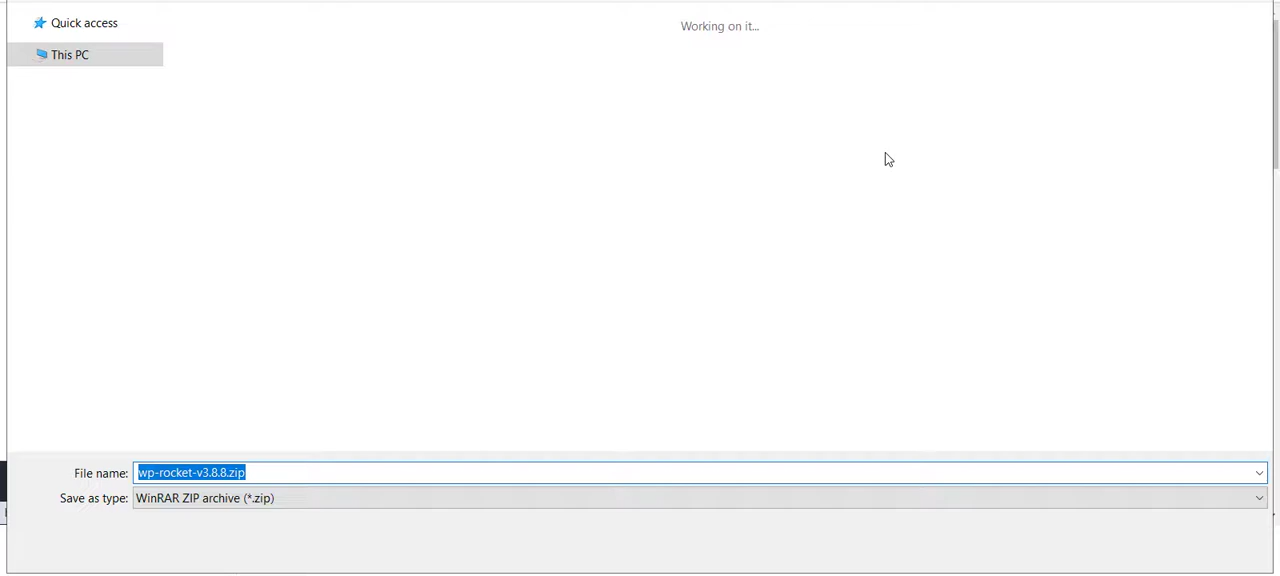 Quick access
Working on it...
This PC
File name: wp-rocket-v3.8.8.zip
Save as type: WinRAR ZIP archive (*.zip)